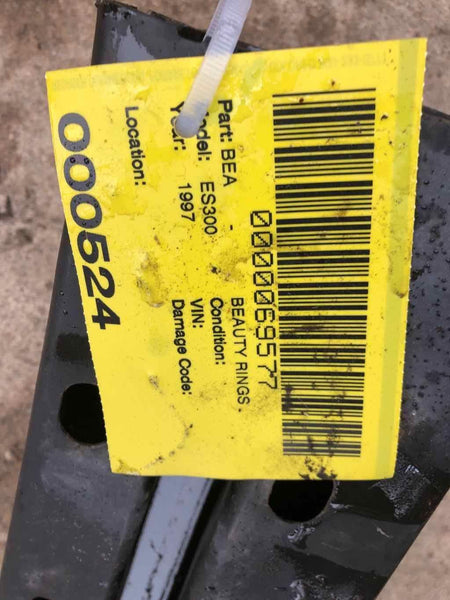 0000069577
Part: BEA - BEAUTY RINGS
Model: ES300 Condition:
Year: 1997 VIN:
Damage Code:
Location:
000524